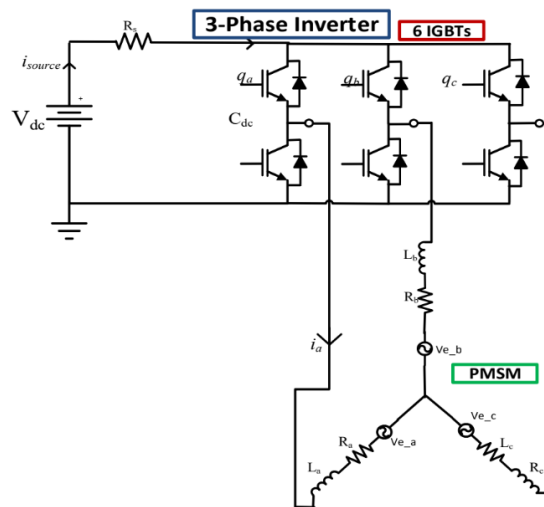 3-Phase Inverter
6 IGBTs
Rs
isource
qa
qb
qc
Vdc
Cdc
Lb
Rb
ia
Ve_b
PMSM
Ve_a
Ve_c
Ra
La
Lc
Rc